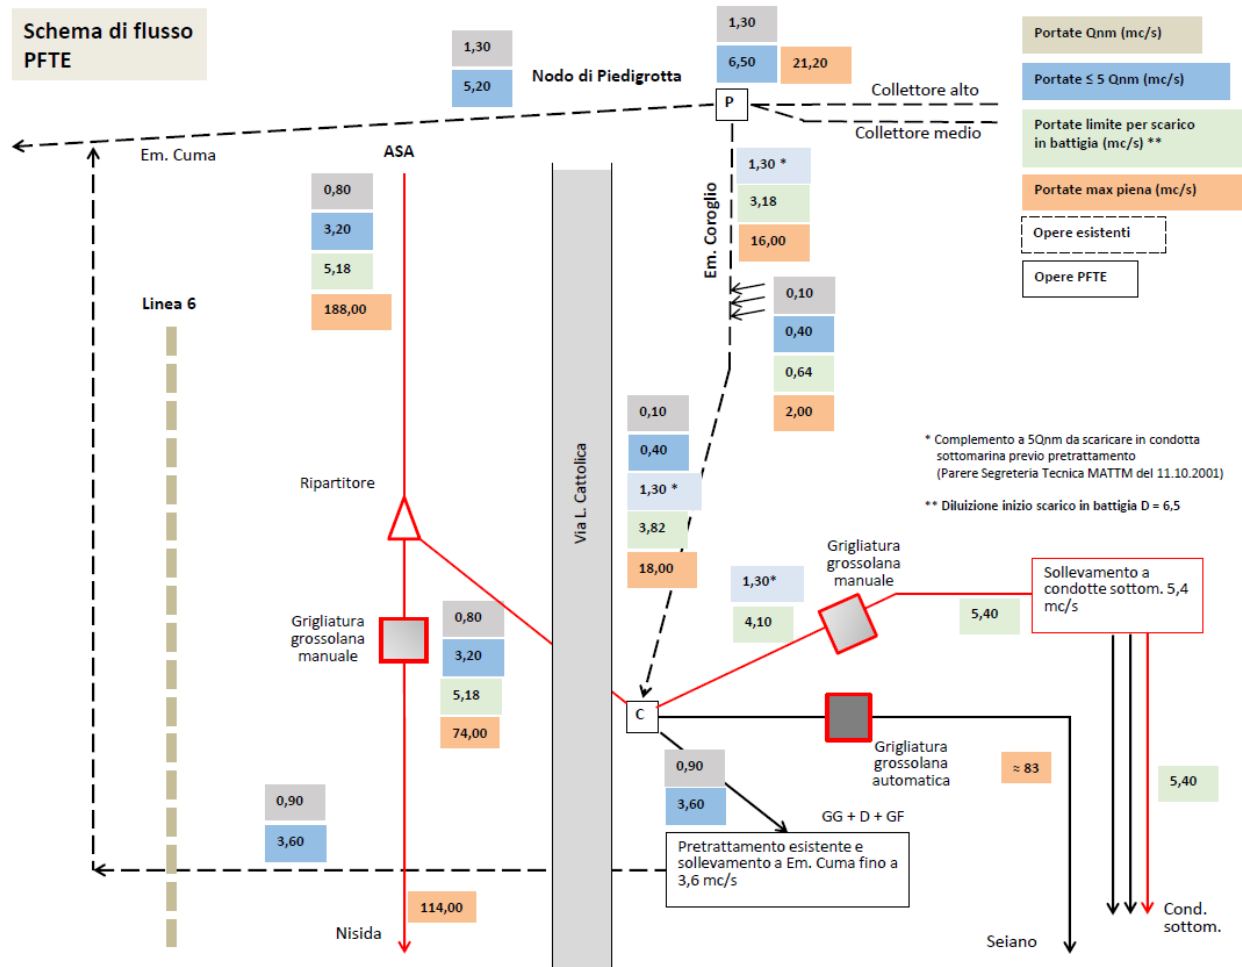 Schema di flusso
PFTE
1,30
5,20
Nodo di Piedigrotta
1,30
6,50
21,20
P
Collettore alto
Collettore medio
Portate Qnm (mc/s)
Portate ≤ 5 Qnm (mc/s)
Portate limite per scarico
in battigia (mc/s) **
Portate max piena (mc/s)
Opere esistenti
Opere PFTE
Em. Cuma
ASA
0,80
3,20
5,18
188,00
Linea 6
Em. Coroglio
1,30 *
3,18
16,00
0,10
0,40
0,64
2,00
Via L. Cattolica
0,10
0,40
1,30 *
3,82
18,00
* Complemento a 5Qnm da scaricare in condotta
sottomarina previo pretrattamento
(Parere Segreteria Tecnica MATTM del 11.10.2001)
** Diluizione inizio scarico in battigia D = 6,5
Ripartitore
Grigliatura
grossolana
manuale
0,80
3,20
5,18
74,00
Grigliatura
grossolana
manuale
1,30*
4,10
5,40
Sollevamento a
condotte sottom. 5,4
mc/s
C
Grigliatura
grossolana
automatica
≈ 83
5,40
0,90
3,60
0,90
3,60
GG + D + GF
Pretrattamento esistente e
sollevamento a Em. Cuma fino a
3,6 mc/s
114,00
Nisida
Seiano
Cond.
sottom.